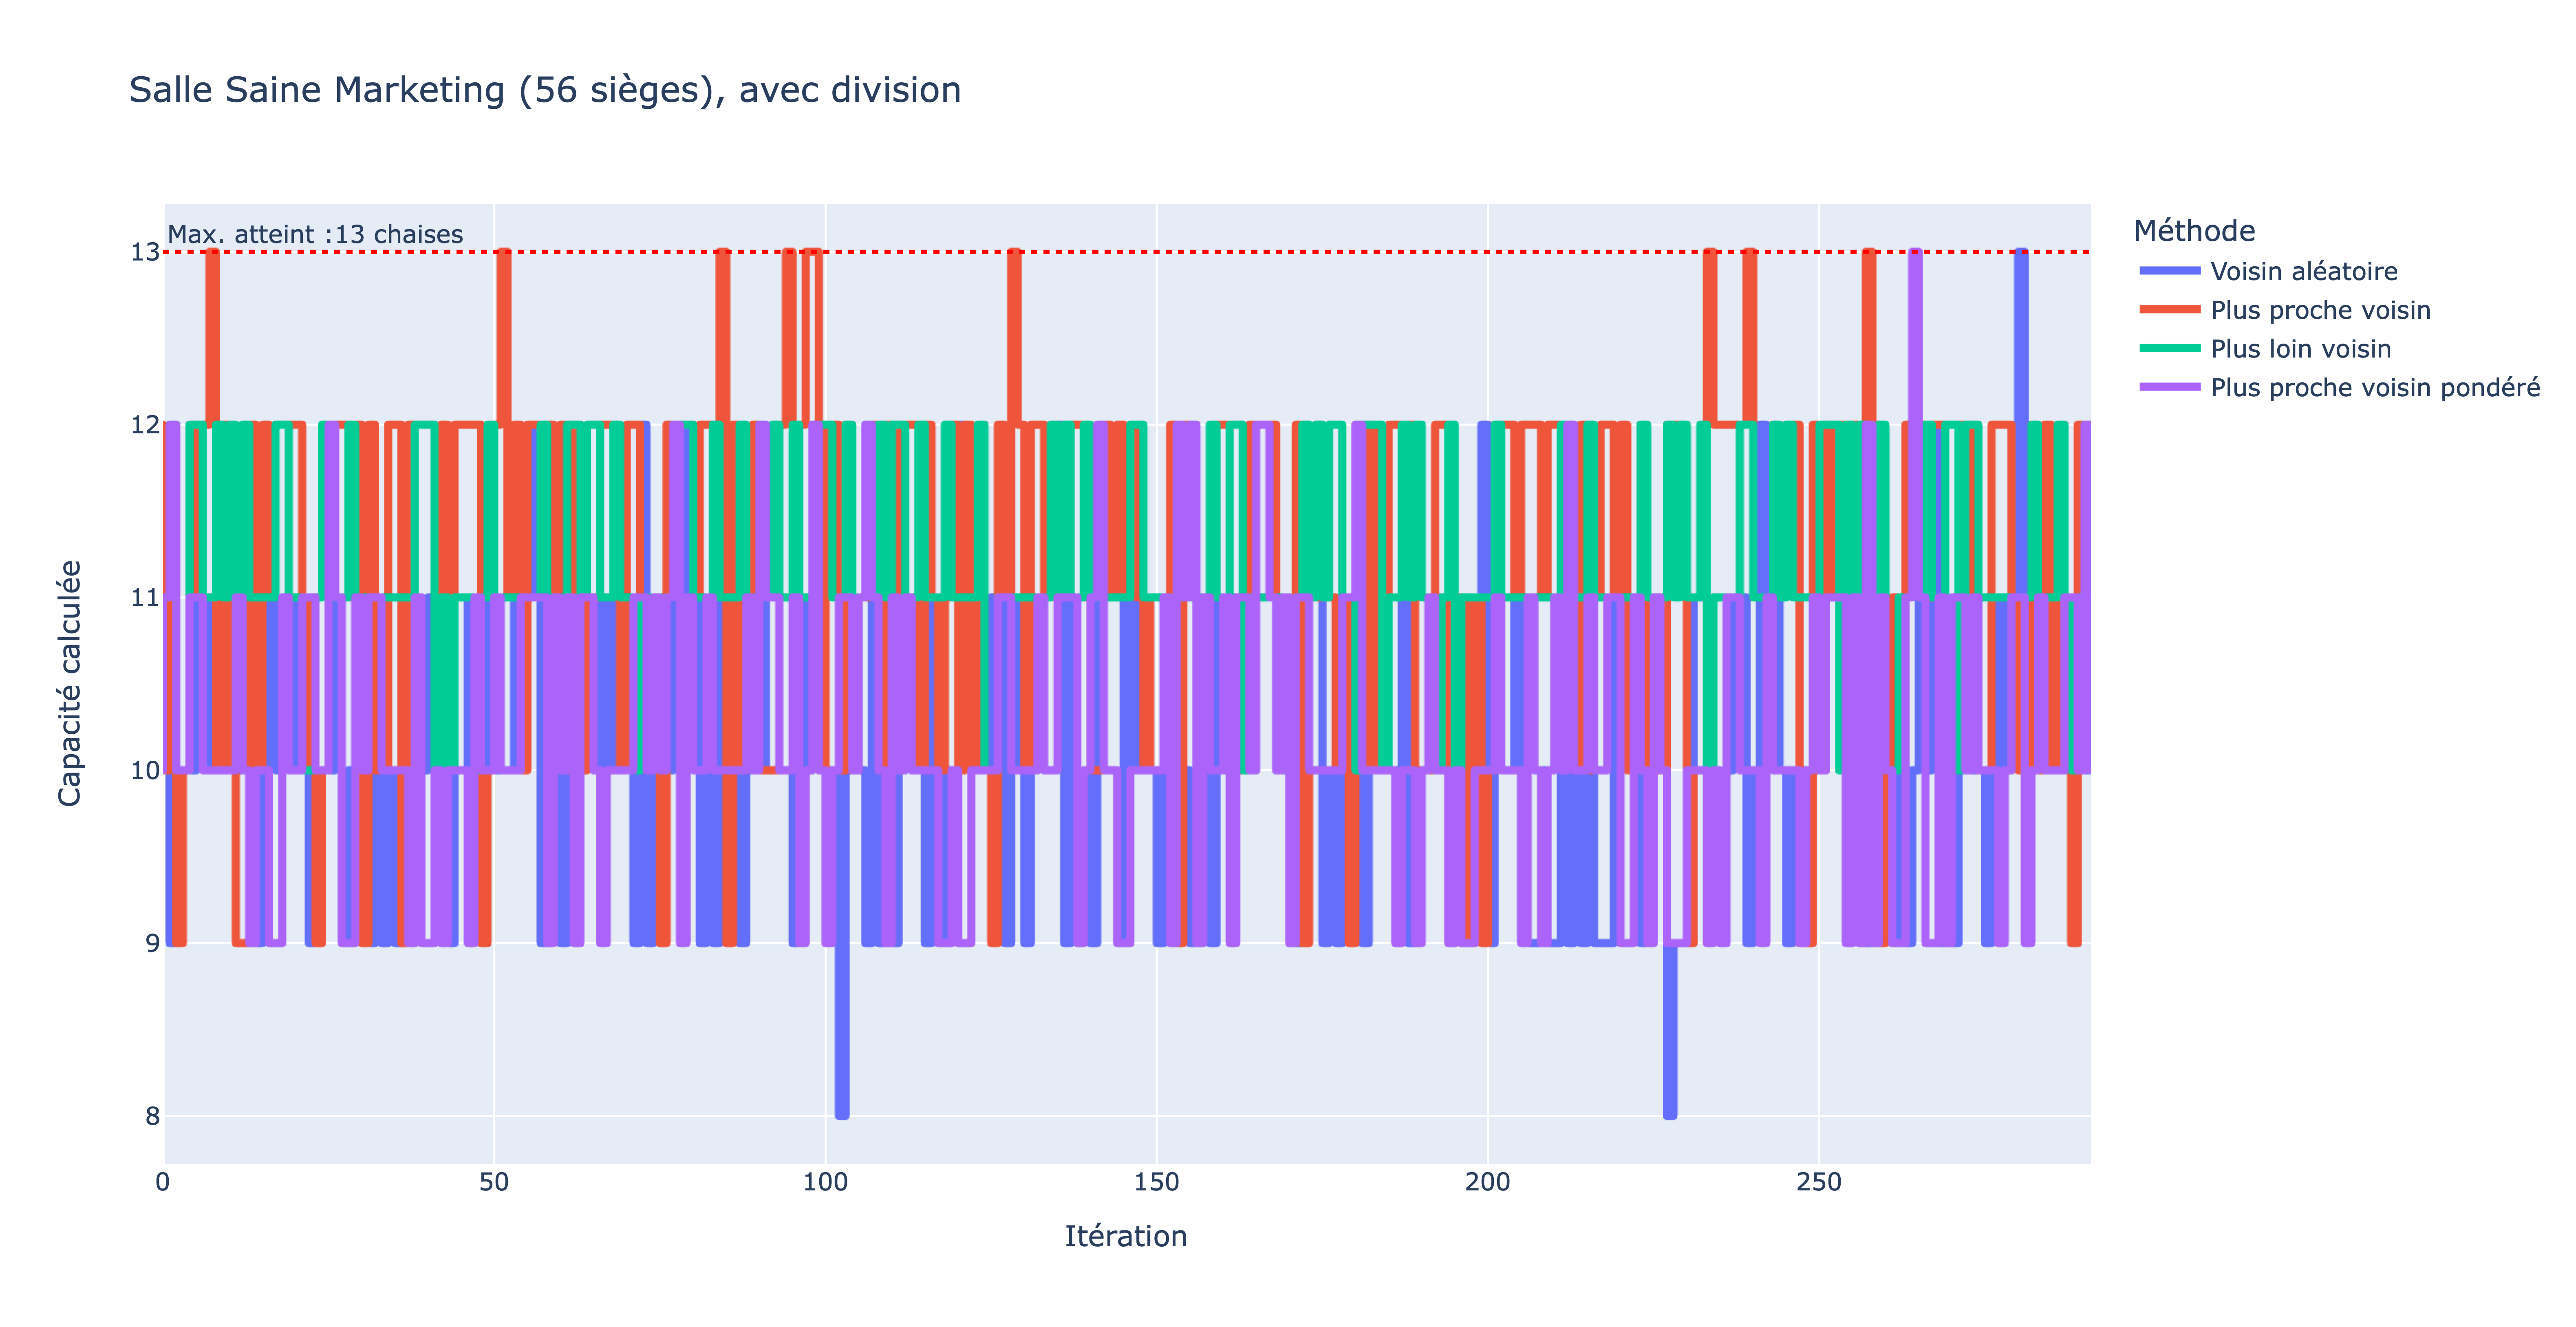 Salle Saine Marketing (56 sièges), avec division
Max. atteint :13 chaises
13
12
11
10
9
8
Capacité calculée
0
50
100
150
200
250
Itération
Méthode
Voisin aléatoire
Plus proche voisin
Plus loin voisin
Plus proche voisin pondéré